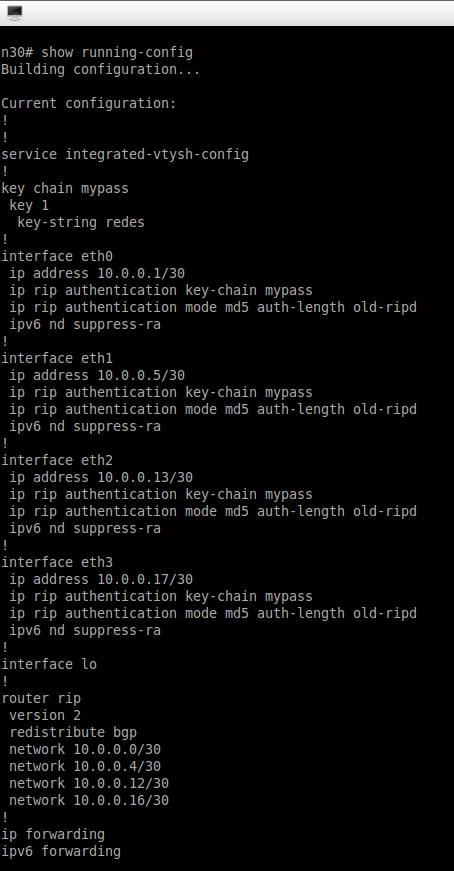 n30# show running-config
Building configuration...
Current configuration:
!
!
service integrated-vtysh-config
!
key chain mypass
 key 1
  key-string redes
!
interface eth0
 ip address 10.0.0.1/30
 ip rip authentication key-chain mypass
 ip rip authentication mode md5 auth-length old-ripd
 ipv6 nd suppress-ra
!
interface eth1
 ip address 10.0.0.5/30
 ip rip authentication key-chain mypass
 ip rip authentication mode md5 auth-length old-ripd
 ipv6 nd suppress-ra
!
interface eth2
 ip address 10.0.0.13/30
 ip rip authentication key-chain mypass
 ip rip authentication mode md5 auth-length old-ripd
 ipv6 nd suppress-ra
!
interface eth3
 ip address 10.0.0.17/30
 ip rip authentication key-chain mypass
 ip rip authentication mode md5 auth-length old-ripd
 ipv6 nd suppress-ra
!
interface lo
!
router rip
 version 2
 redistribute bgp
 network 10.0.0.0/30
 network 10.0.0.4/30
 network 10.0.0.12/30
 network 10.0.0.16/30
!
ip forwarding
ipv6 forwarding